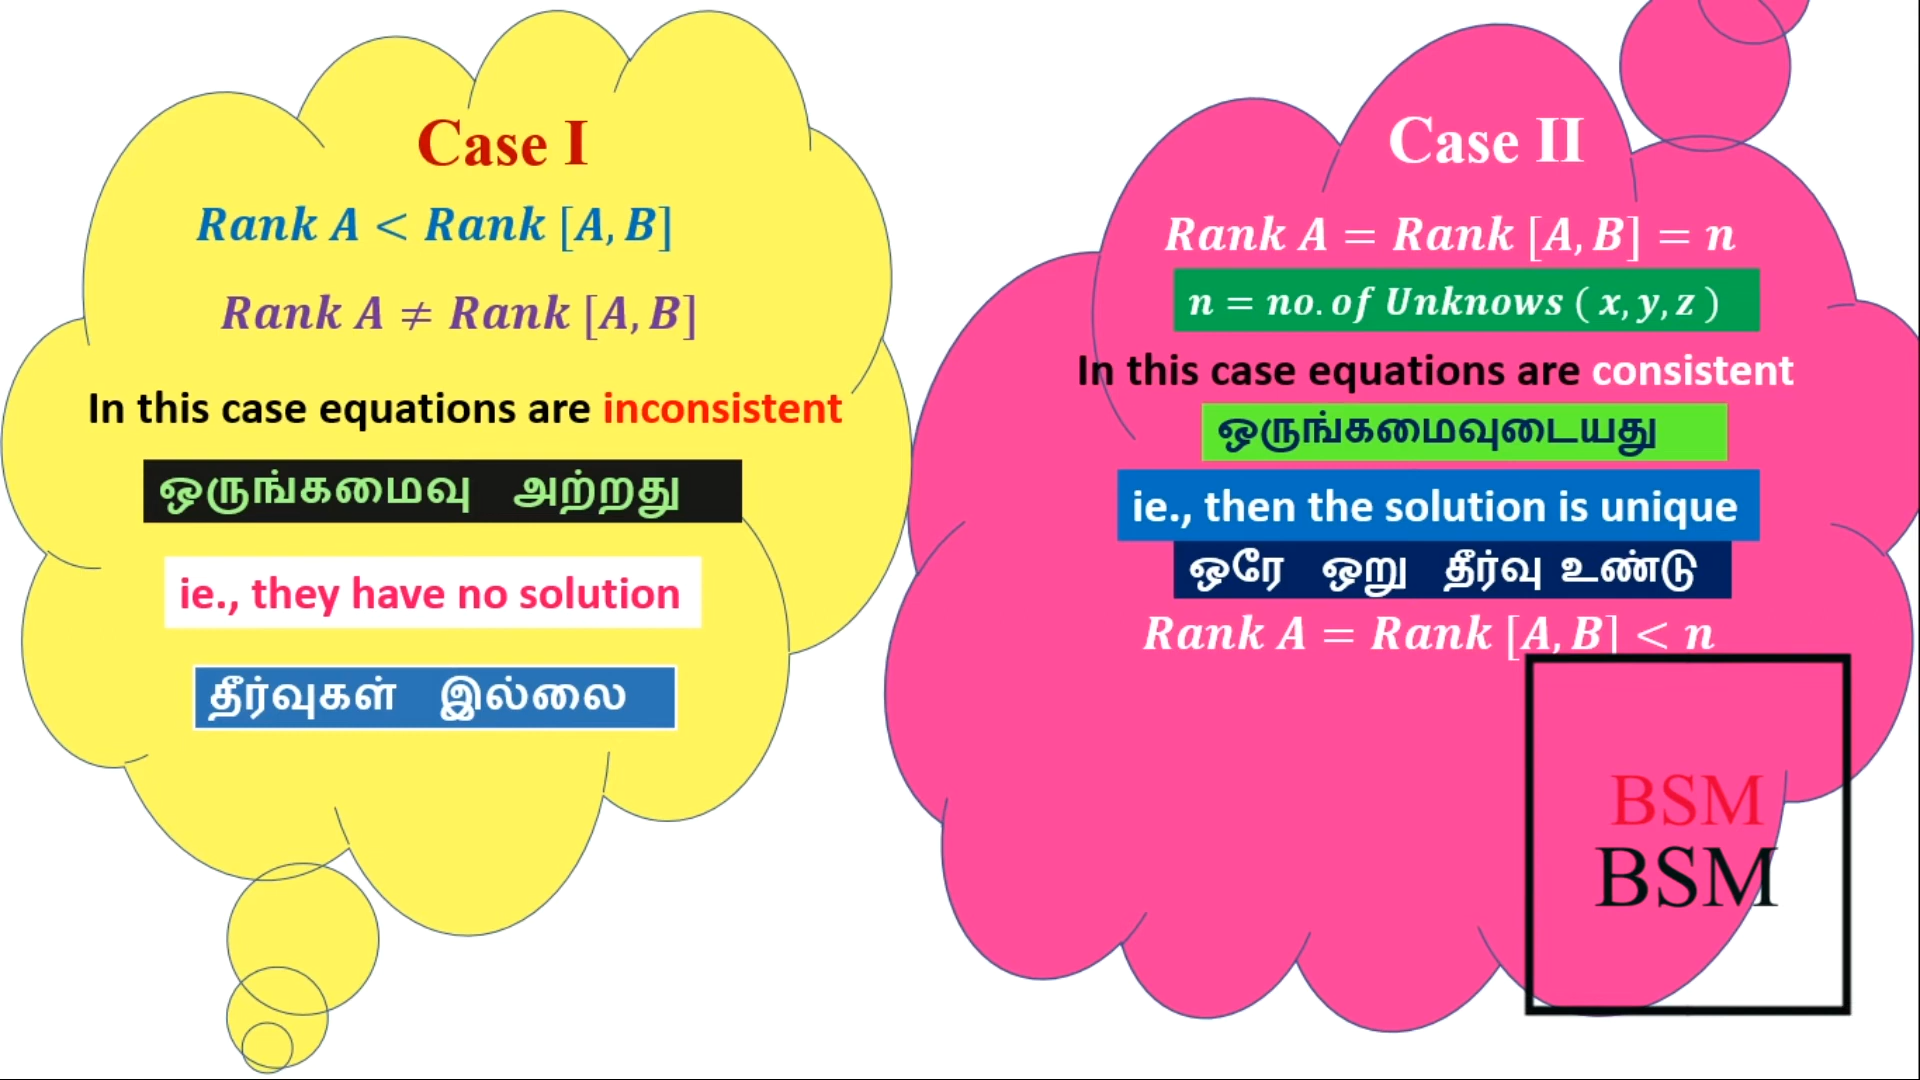 Case I
Rank A < Rank [A, B]
Rank A ≠ Rank [A, B]
In this case equations are inconsistent
ஒருங்கமைவு அற்றது
ie., they have no solution
தீர்வுகள் இல்லை
Case II
Rank A = Rank [A, B] = n
n = no. of Unknows ( x, y, z )
In this case equations are consistent
ஒருங்கமைவுடையது
ie., then the solution is unique
ஒரே ஒறு தீர்வு உண்டு
Rank A = Rank [A, B] < n
BSM
BSM